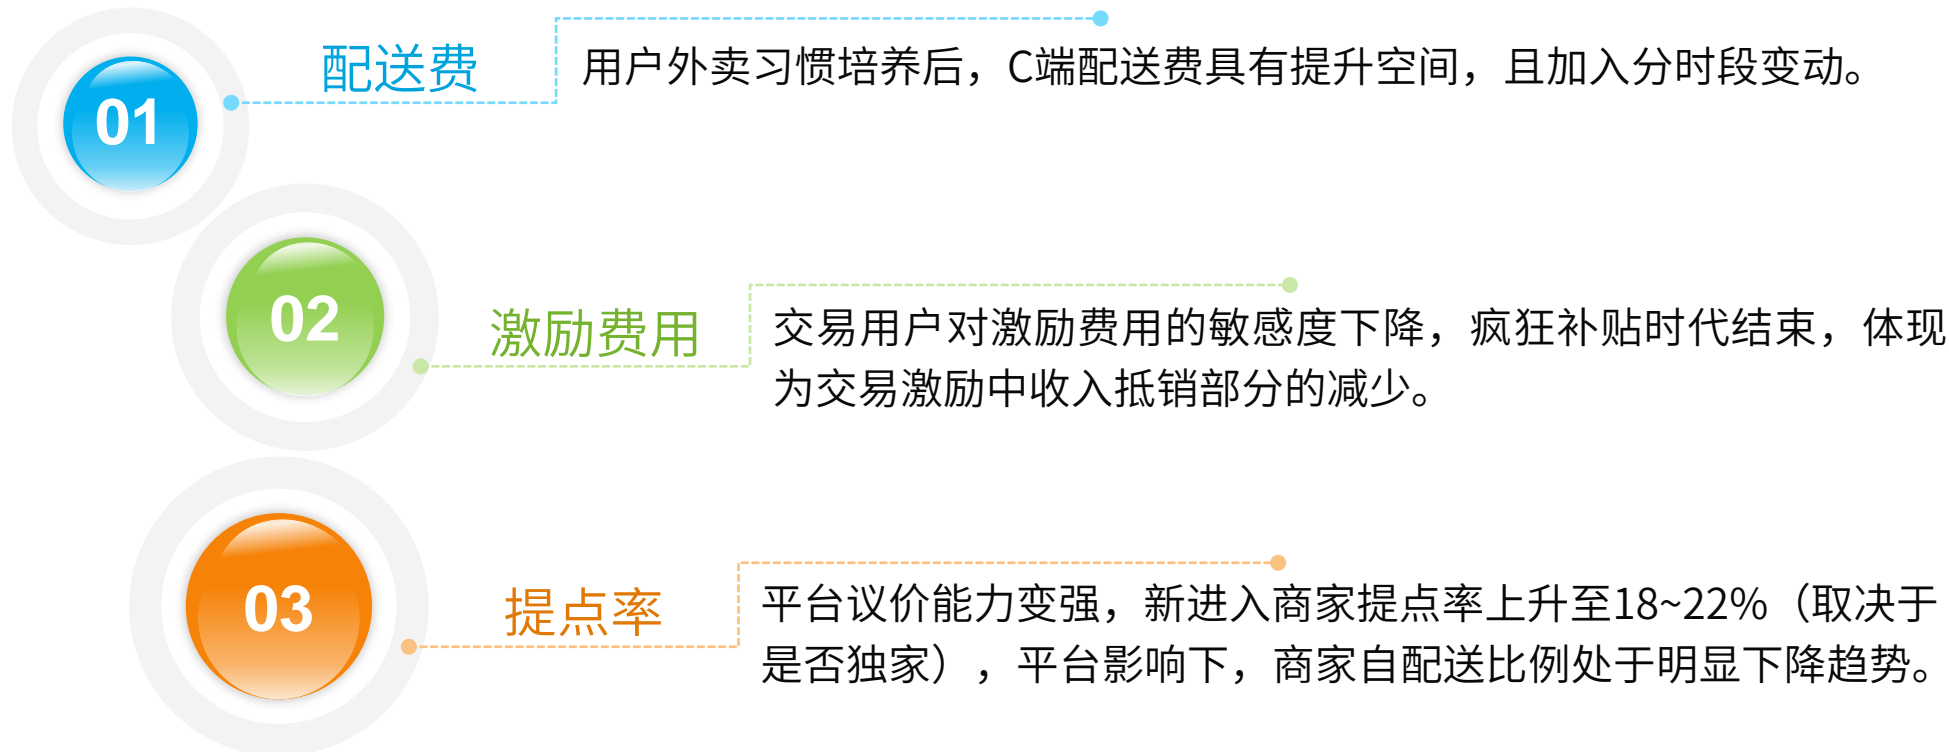 01
配送费
用户外卖习惯培养后，C端配送费具有提升空间，且加入分时段变动。
02
激励费用
交易用户对激励费用的敏感度下降，疯狂补贴时代结束，体现
为交易激励中收入抵销部分的减少。
03
提点率
平台议价能力变强，新进入商家提点率上升至18~22%（取决于
是否独家），平台影响下，商家自配送比例处于明显下降趋势。